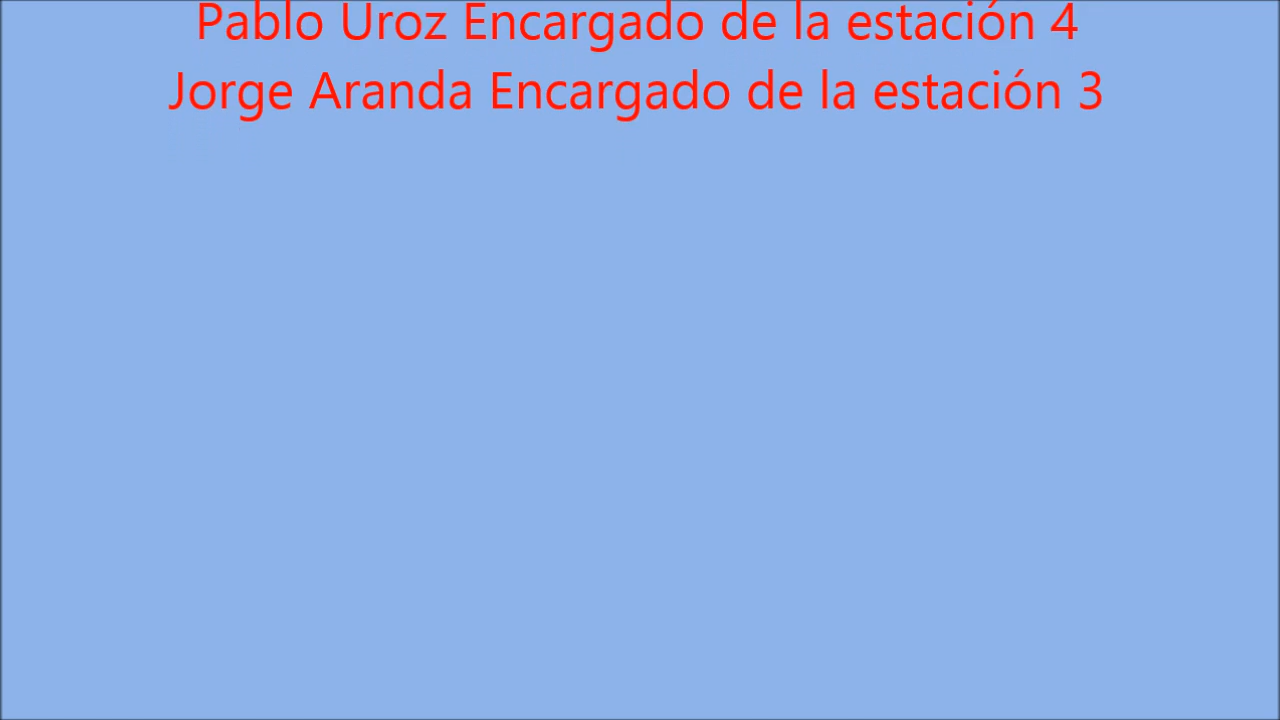 Pablo Uroz Encargado de la estación 4
Jorge Aranda Encargado de la estación 3